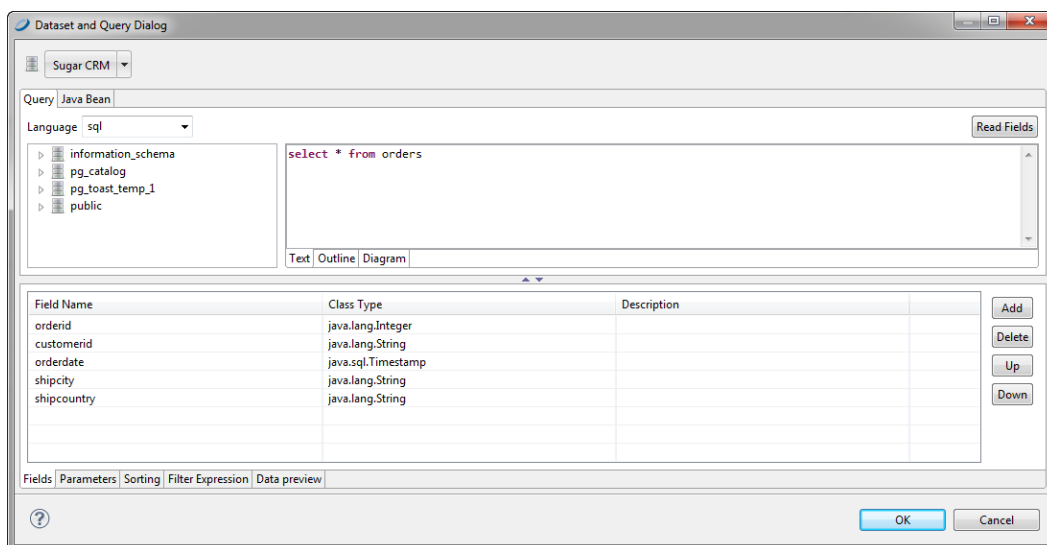 Dataset and Query Dialog
Sugar CRM
Query Java Bean
Language sql Read Fields
information_schema
pg_catalog
pg_toast_temp_1
public
select * from orders
Text Outline Diagram
Field Name Class Type Description
orderid java.lang.Integer
customerid java.lang.String
orderdate java.sql.Timestamp
shipcity java.lang.String
shipcountry java.lang.String
Add
Delete
Up
Down
Fields Parameters Sorting Filter Expression Data preview
? OK Cancel